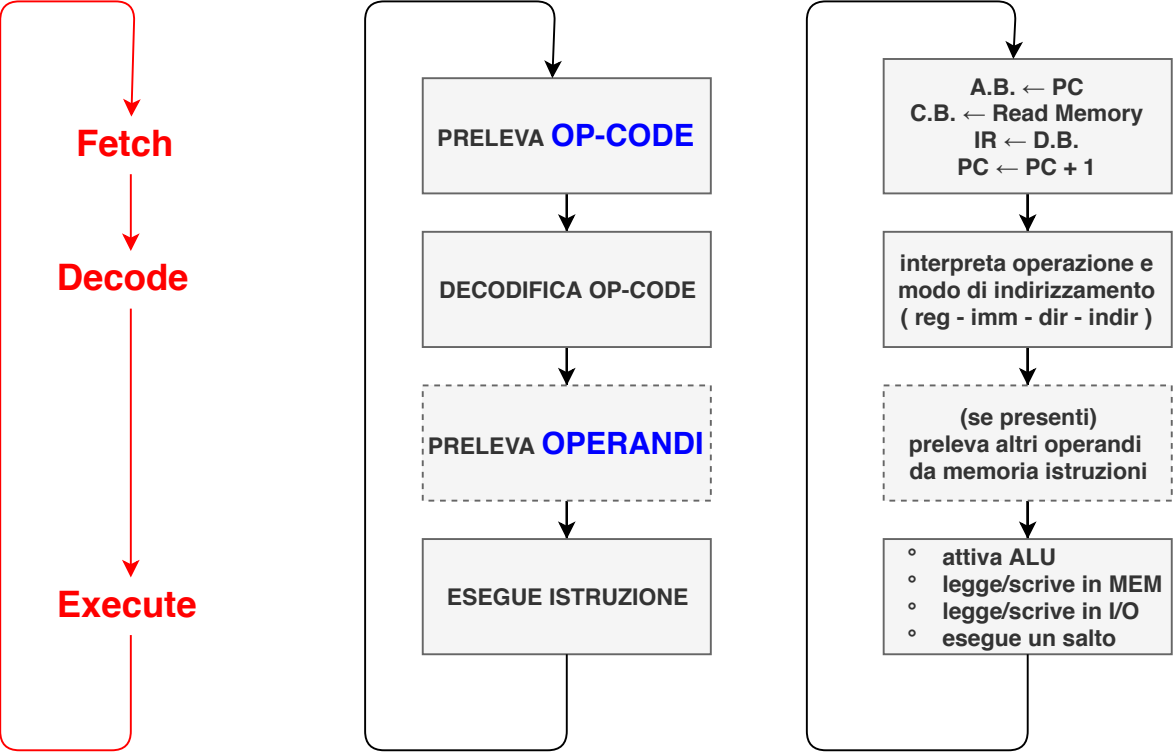 Fetch
Decode
Execute
PRELEVA OP-CODE
DECODIFICA OP-CODE
PRELEVA OPERANDI
ESEGUE ISTRUZIONE
A.B. ← PC
C.B. ← Read Memory
IR ← D.B.
PC ← PC + 1
interpreta operazione e
modo di indirizzamento
( reg - imm - dir - indir )
(se presenti)
preleva altri operandi
da memoria istruzioni
° attiva ALU
° legge/scrive in MEM
° legge/scrive in I/O
° esegue un salto